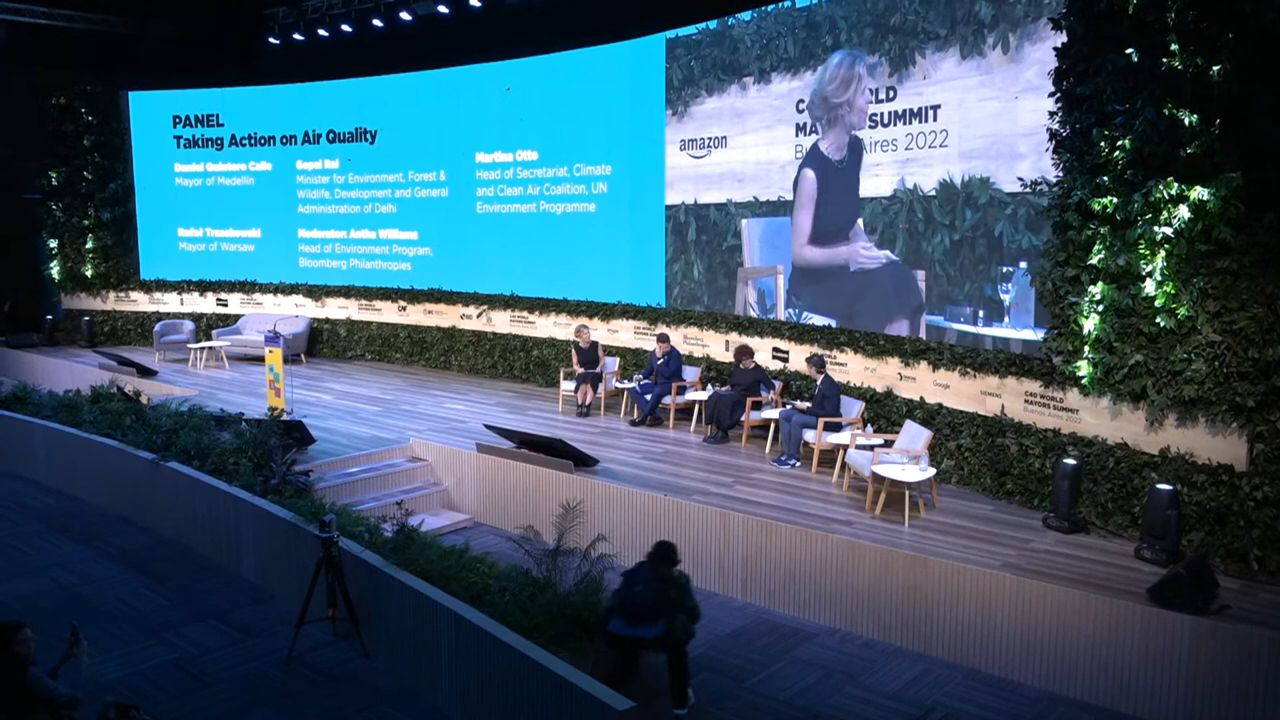 PANEL
Taking Action on Air Quality
Daniel Quintero Calle
Mayor of Medellin
Gopal Rai
Minister for Environment, Forest &
Wildlife, Development and General
Administration of Delhi
Martina Otto
Head of Secretariat, Climate
and Clean Air Coalition, UN
Environment Programme
Rafał Trzaskowski
Mayor of Warsaw
Moderator: Antha Williams
Head of Environment Program,
Bloomberg Philanthropies
amazon
SUMMIT
Aires 2022
Google
SIEMENS
C40 WORLD
MAYORS SUMMIT
Buenos Aires 2022